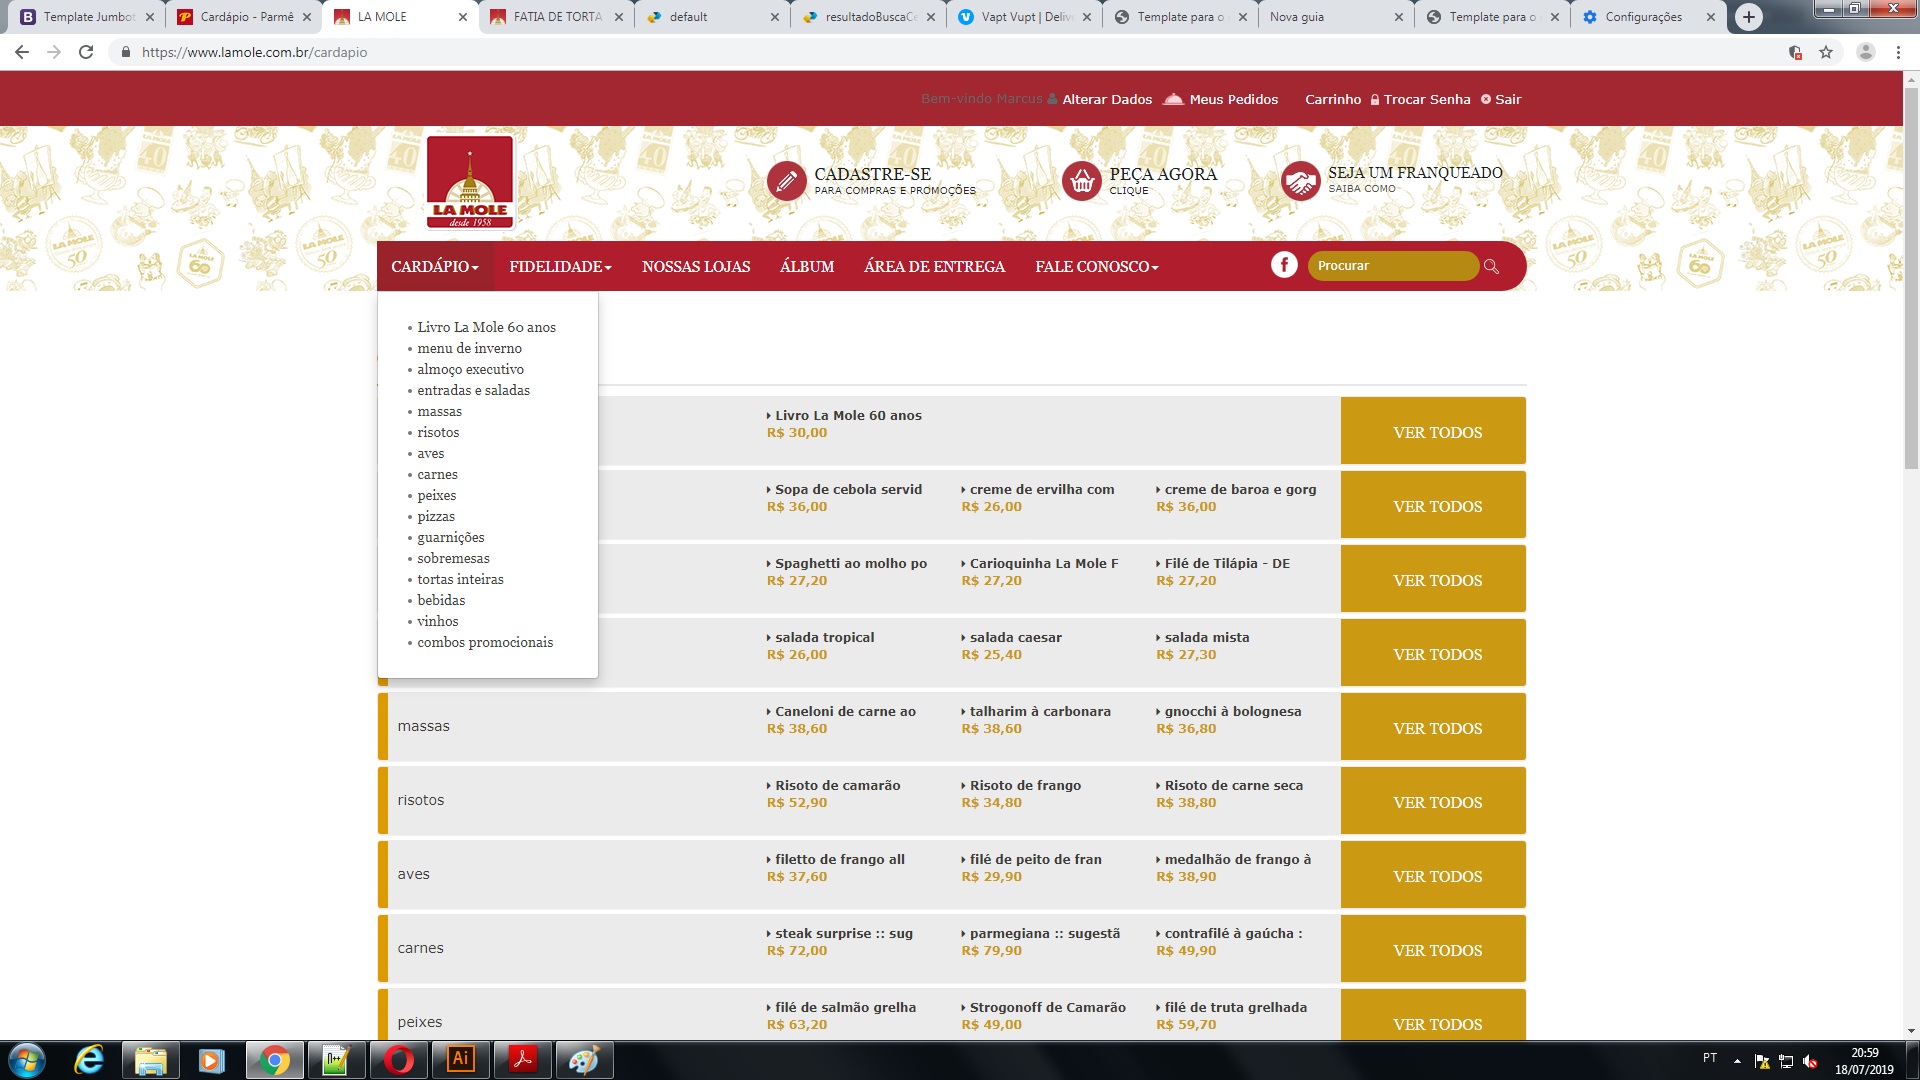 Template Jumbot
Cardápio - Parmê
LA MOLE
FATIA DE TORTA
default
resultadoBuscaCe
Vapt Vupt | Deliv
Template para o
Nova guia
Template para o
Configurações
https://www.lamole.com.br/cardapio
Bem-vindo Marcus
Alterar Dados
Meus Pedidos
Carrinho
Trocar Senha
Sair
LA MOLE
desde 1958
CADASTRE-SE
PARA COMPRAS E PROMOÇÕES
PEÇA AGORA
CLIQUE
SEJA UM FRANQUEADO
SAIBA COMO
CARDÁPIO
FIDELIDADE
NOSSAS LOJAS
ÁLBUM
ÁREA DE ENTREGA
FALE CONOSCO
Procurar
Livro La Mole 60 anos
menu de inverno
almoço executivo
entradas e saladas
massas
risotos
aves
carnes
peixes
pizzas
guarnições
sobremesas
tortas inteiras
bebidas
vinhos
combos promocionais
Livro La Mole 60 anos
R$ 30,00
VER TODOS
Sopa de cebola servid
R$ 36,00
creme de ervilha com
R$ 26,00
creme de baroa e gorg
R$ 36,00
VER TODOS
Spaghetti ao molho po
R$ 27,20
Carioquinha La Mole F
R$ 27,20
Filé de Tilápia - DE
R$ 27,20
VER TODOS
salada tropical
R$ 26,00
salada caesar
R$ 25,40
salada mista
R$ 27,30
VER TODOS
massas
Caneloni de carne ao
R$ 38,60
talharim à carbonara
R$ 38,60
gnocchi à bolognesa
R$ 36,80
VER TODOS
risotos
Risoto de camarão
R$ 52,90
Risoto de frango
R$ 34,80
Risoto de carne seca
R$ 38,80
VER TODOS
aves
filetto de frango all
R$ 37,60
filé de peito de fran
R$ 29,90
medalhão de frango à
R$ 38,90
VER TODOS
carnes
steak surprise :: sug
R$ 72,00
parmegiana :: sugestã
R$ 79,90
contrafilé à gaúcha :
R$ 49,90
VER TODOS
peixes
filé de salmão grelha
R$ 63,20
Strogonoff de Camarão
R$ 49,00
filé de truta grelhada
R$ 59,70
VER TODOS
PT
20:59
18/07/2019